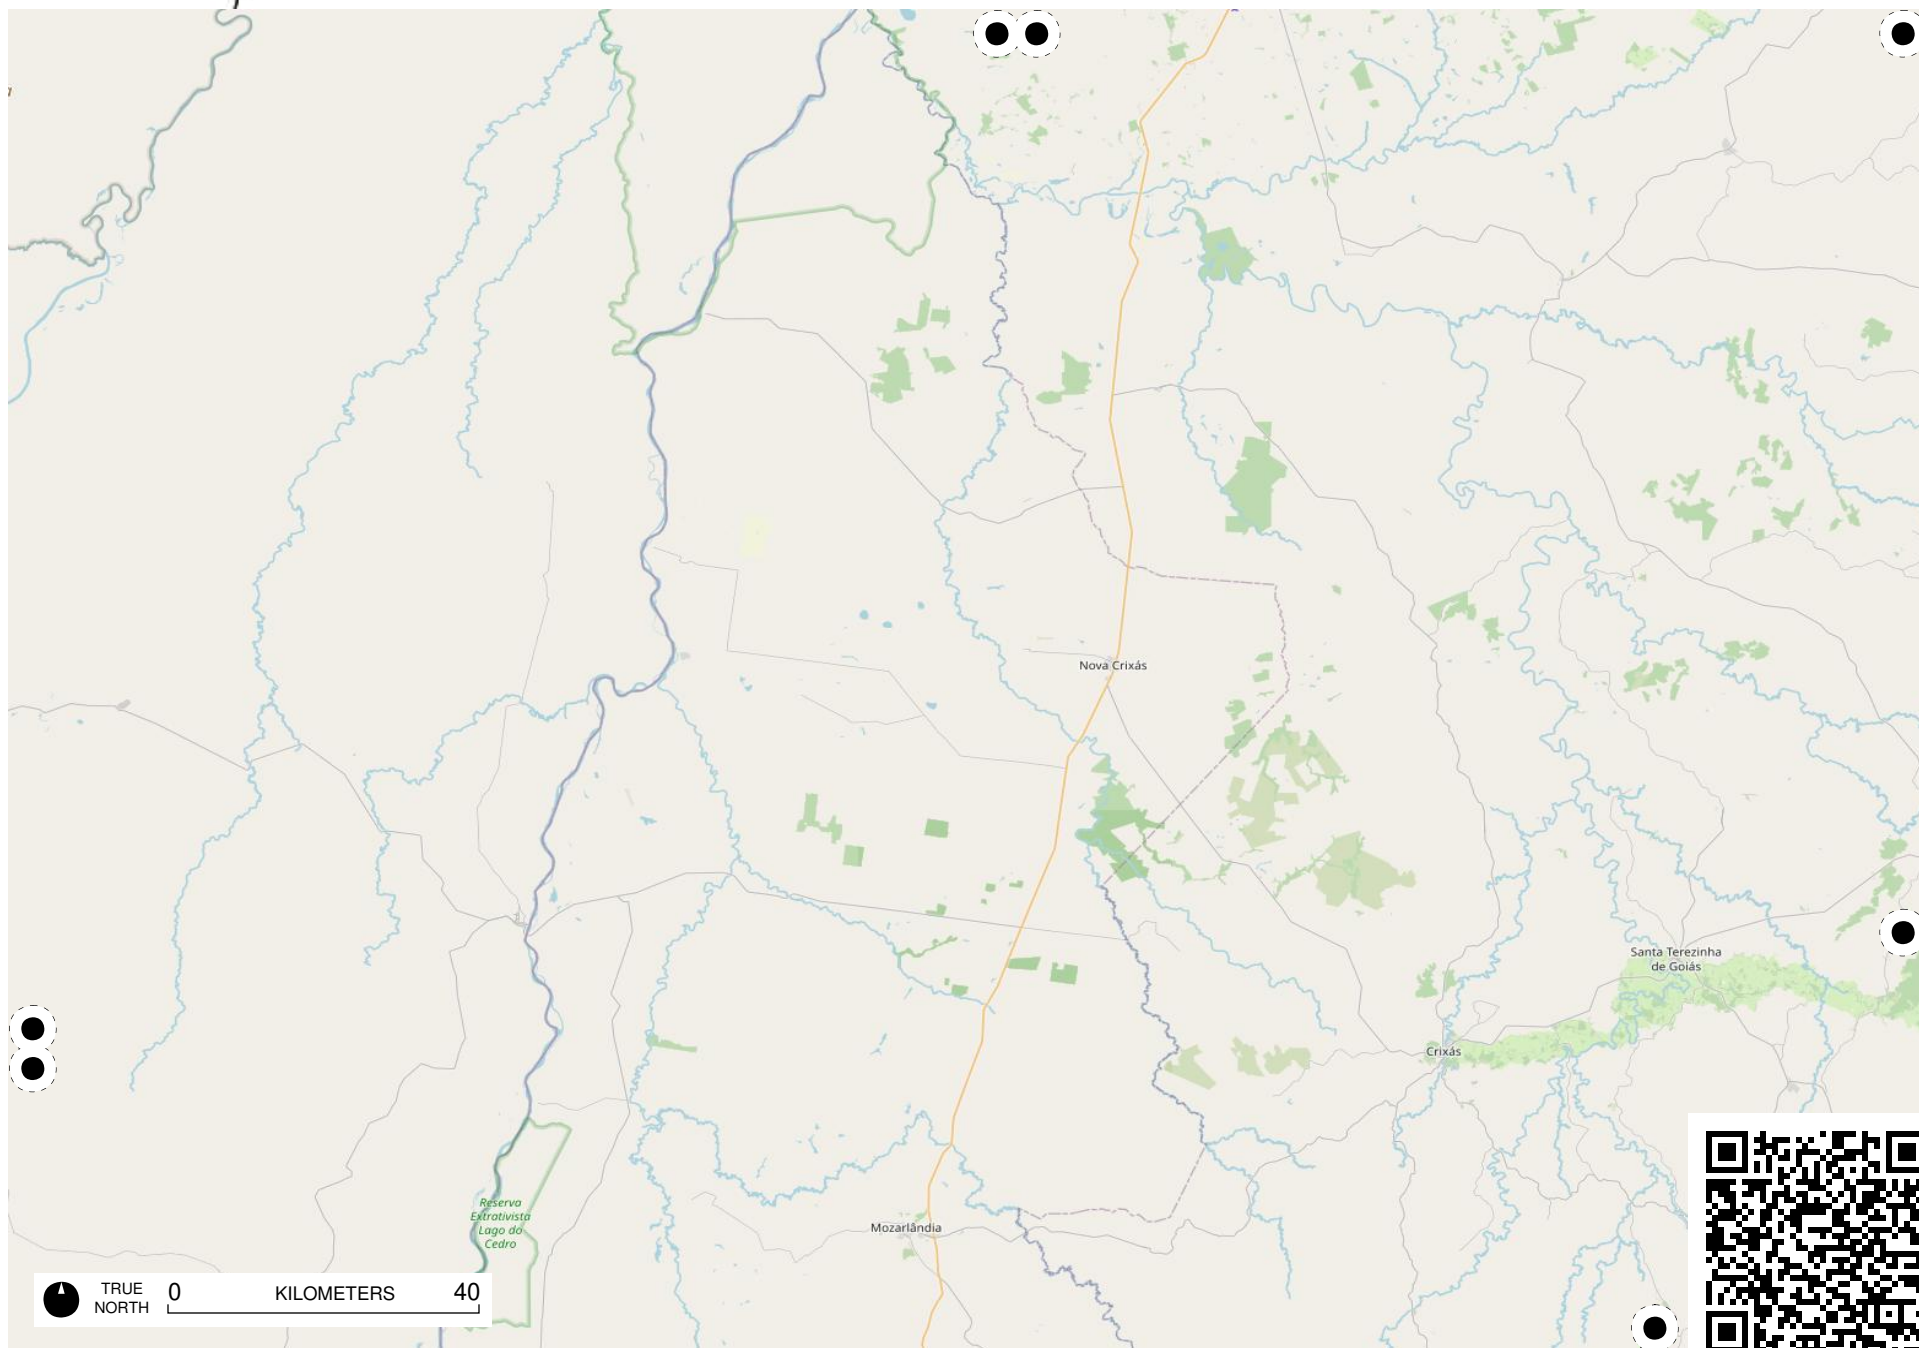 Nova Crixás
Santa Terezinha
de Goiás
Crixás
Reserva
Extrativista
Lago do
Cedro
Mozarlândia
TRUE
NORTH
0 KILOMETERS 40